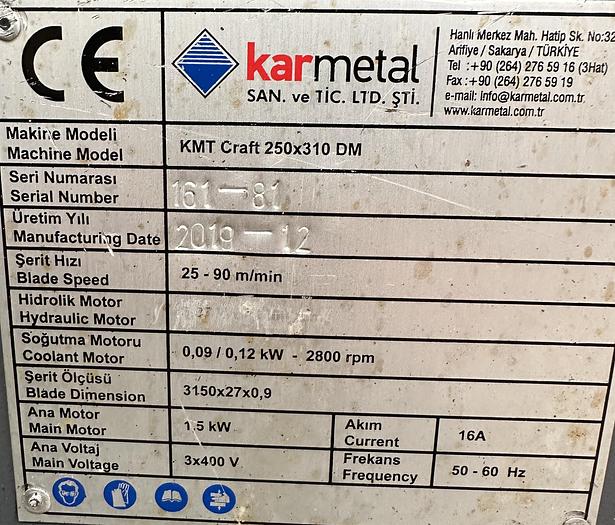 CE
karmetal
SAN. ve TİC. LTD. ŞTİ.
Hanlı Merkez Mah. Hatip Sk. No:32
Arifiye / Sakarya / TÜRKİYE
Tel :+90 (264) 276 59 16 (3Hat)
Fax :+90 (264) 276 59 19
e-mail: Info@karmetal.com.tr
www.karmetal.com.tr
Makine Modeli
Machine Model
KMT Craft 250x310 DM
Seri Numarası
Serial Number
161-81
Üretim Yılı
Manufacturing Date
2019-12
Şerit Hızı
Blade Speed
25 - 90 m/min
Hidrolik Motor
Hydraulic Motor
Soğutma Motoru
Coolant Motor
0,09 / 0,12 kW - 2800 rpm
Şerit Ölçüsü
Blade Dimension
3150x27x0,9
Ana Motor
Main Motor
1.5 kW
Akım
Current
16A
Ana Voltaj
Main Voltage
3x400 V
Frekans
Frequency
50 - 60 Hz